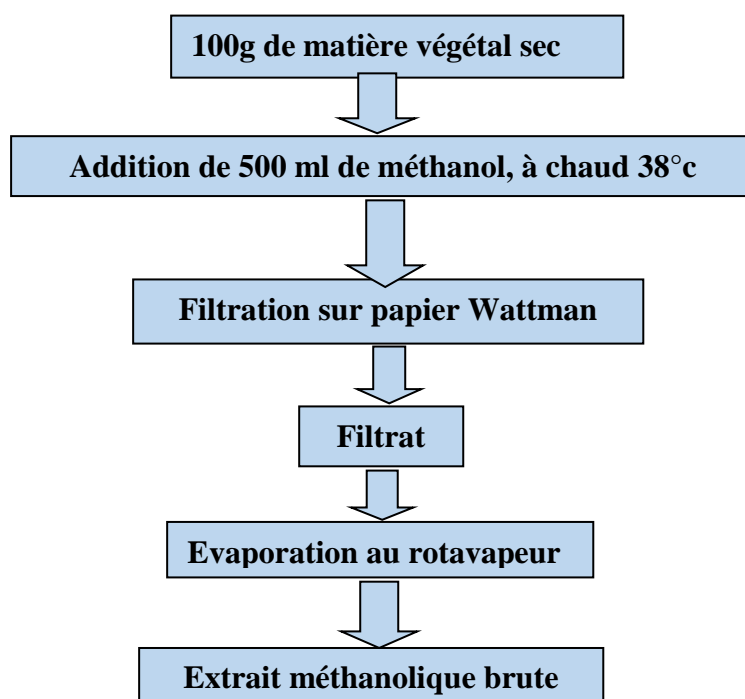 100g de matière végétal sec
Addition de 500 ml de méthanol, à chaud 38°c
Filtration sur papier Wattman
Filtrat
Evaporation au rotavapeur
Extrait méthanolique brute